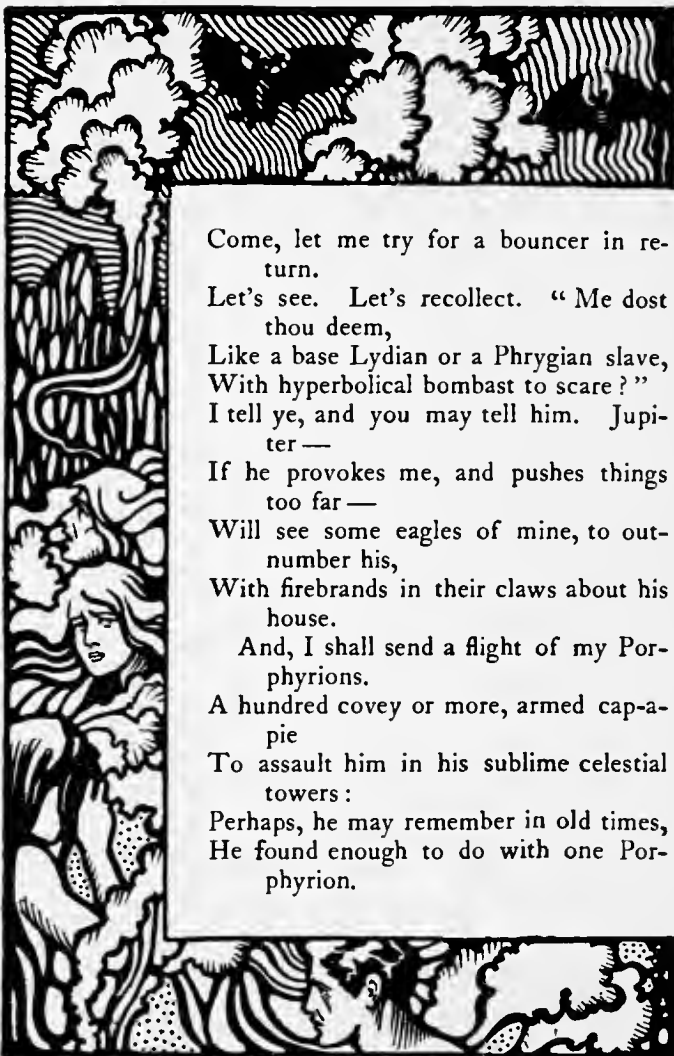 Come, let me try for a bouncer in re-
turn.
Let's see. Let's recollect. “ Me dost
thou deem,
Like a base Lydian or a Phrygian slave,
With hyperbolical bombast to scare ? ”
I tell ye, and you may tell him. Jupi-
ter —
If he provokes me, and pushes things
too far —
Will see some eagles of mine, to out-
number his,
With firebrands in their claws about his
house.
And, I shall send a flight of my Por-
phyrions.
A hundred covey or more, armed cap-a-
pie
To assault him in his sublime celestial
towers :
Perhaps, he may remember in old times,
He found enough to do with one Por-
phyrion.